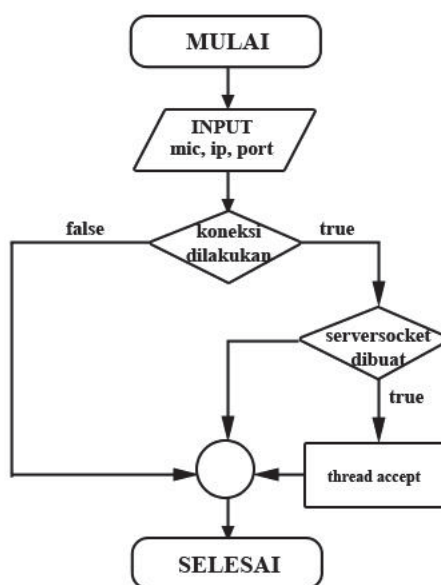 MULAI
INPUT
mic, ip, port
false
koneksi
dilakukan
true
serversocket
dibuat
true
thread accept
SELESAI